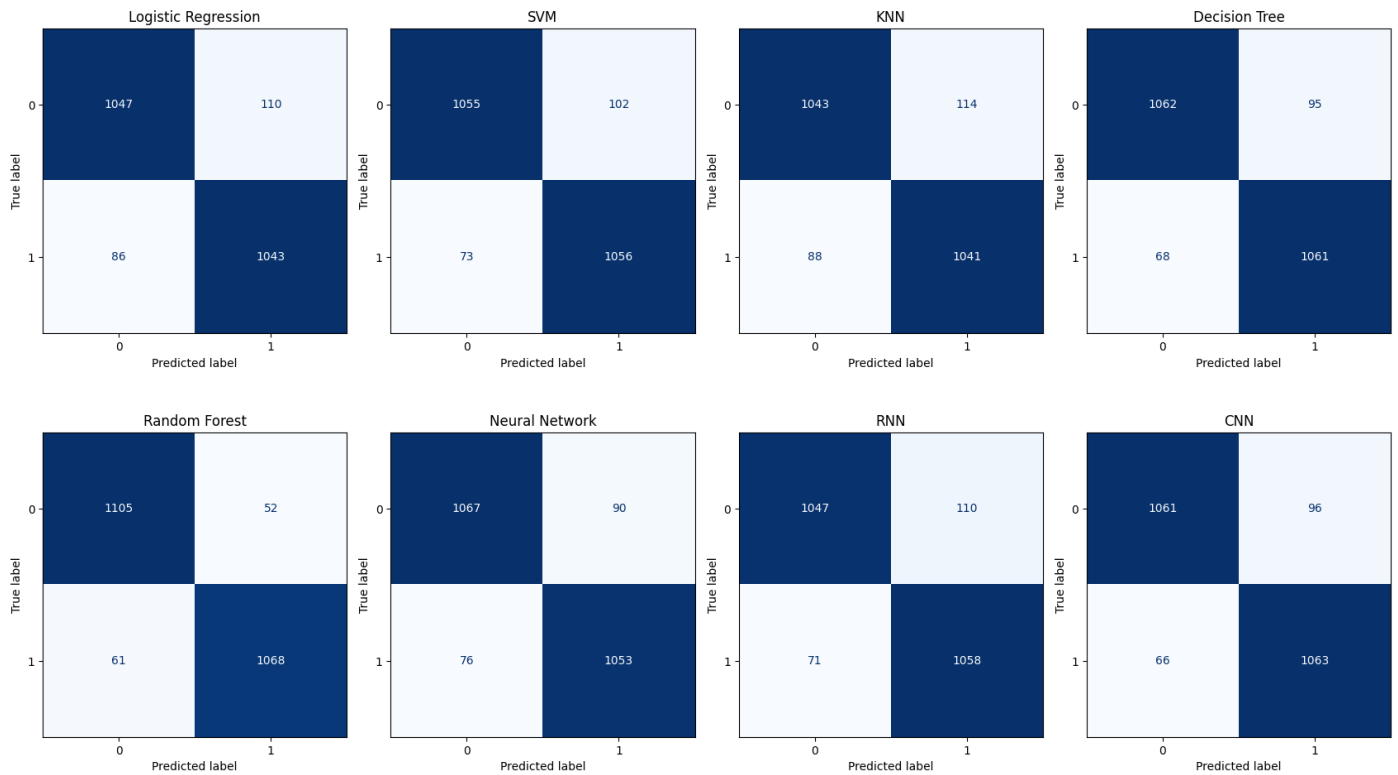 Logistic Regression
0
1047 110
True label
1
86 1043
0 1
Predicted label
SVM
0
1055 102
True label
1
73 1056
0 1
Predicted label
KNN
0
1043 114
True label
1
88 1041
0 1
Predicted label
Decision Tree
0
1062 95
True label
1
68 1061
0 1
Predicted label
Random Forest
0
1105 52
True label
1
61 1068
0 1
Predicted label
Neural Network
0
1067 90
True label
1
76 1053
0 1
Predicted label
RNN
0
1047 110
True label
1
71 1058
0 1
Predicted label
CNN
0
1061 96
True label
1
66 1063
0 1
Predicted label